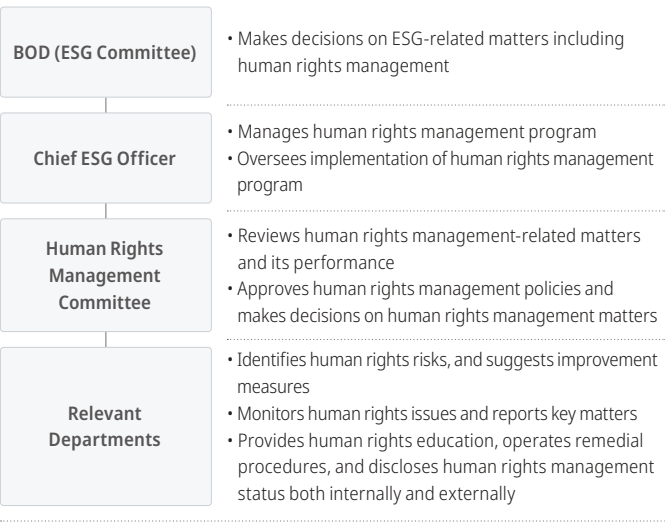 BOD (ESG Committee)
• Makes decisions on ESG-related matters including
human rights management
Chief ESG Officer
• Manages human rights management program
• Oversees implementation of human rights management
program
Human Rights
Management
Committee
• Reviews human rights management-related matters
and its performance
• Approves human rights management policies and
makes decisions on human rights management matters
Relevant
Departments
• Identifies human rights risks, and suggests improvement
measures
• Monitors human rights issues and reports key matters
• Provides human rights education, operates remedial
procedures, and discloses human rights management
status both internally and externally